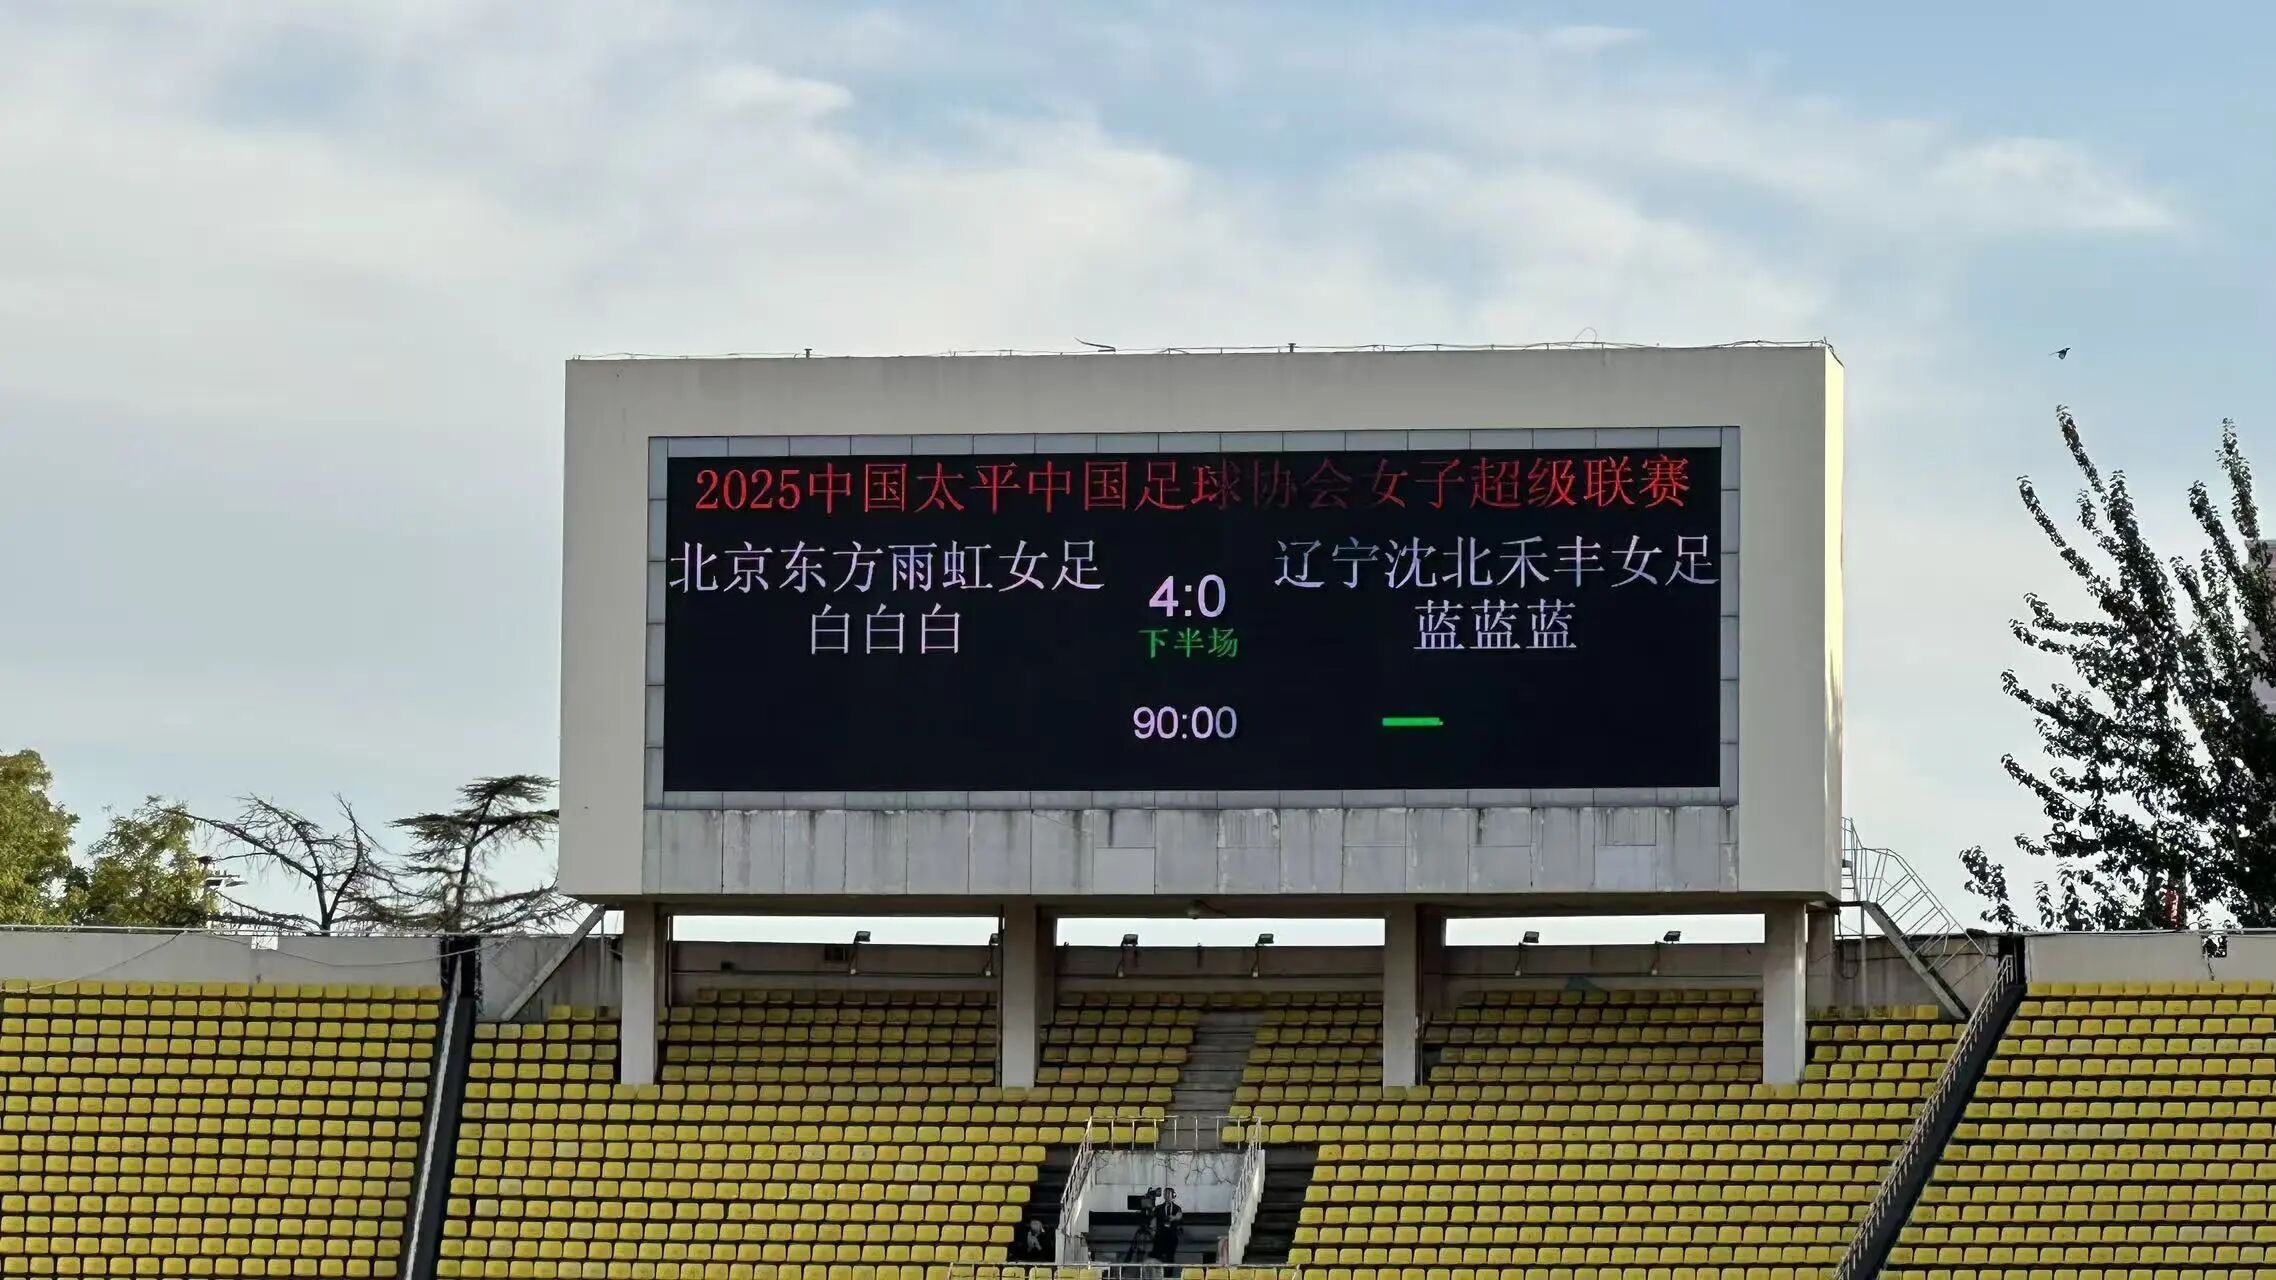 2025中国太平中国足球协会女子超级联赛
北京东方雨虹女足
白白白
4:0
下半场
辽宁沈北禾丰女足
蓝蓝蓝
90:00